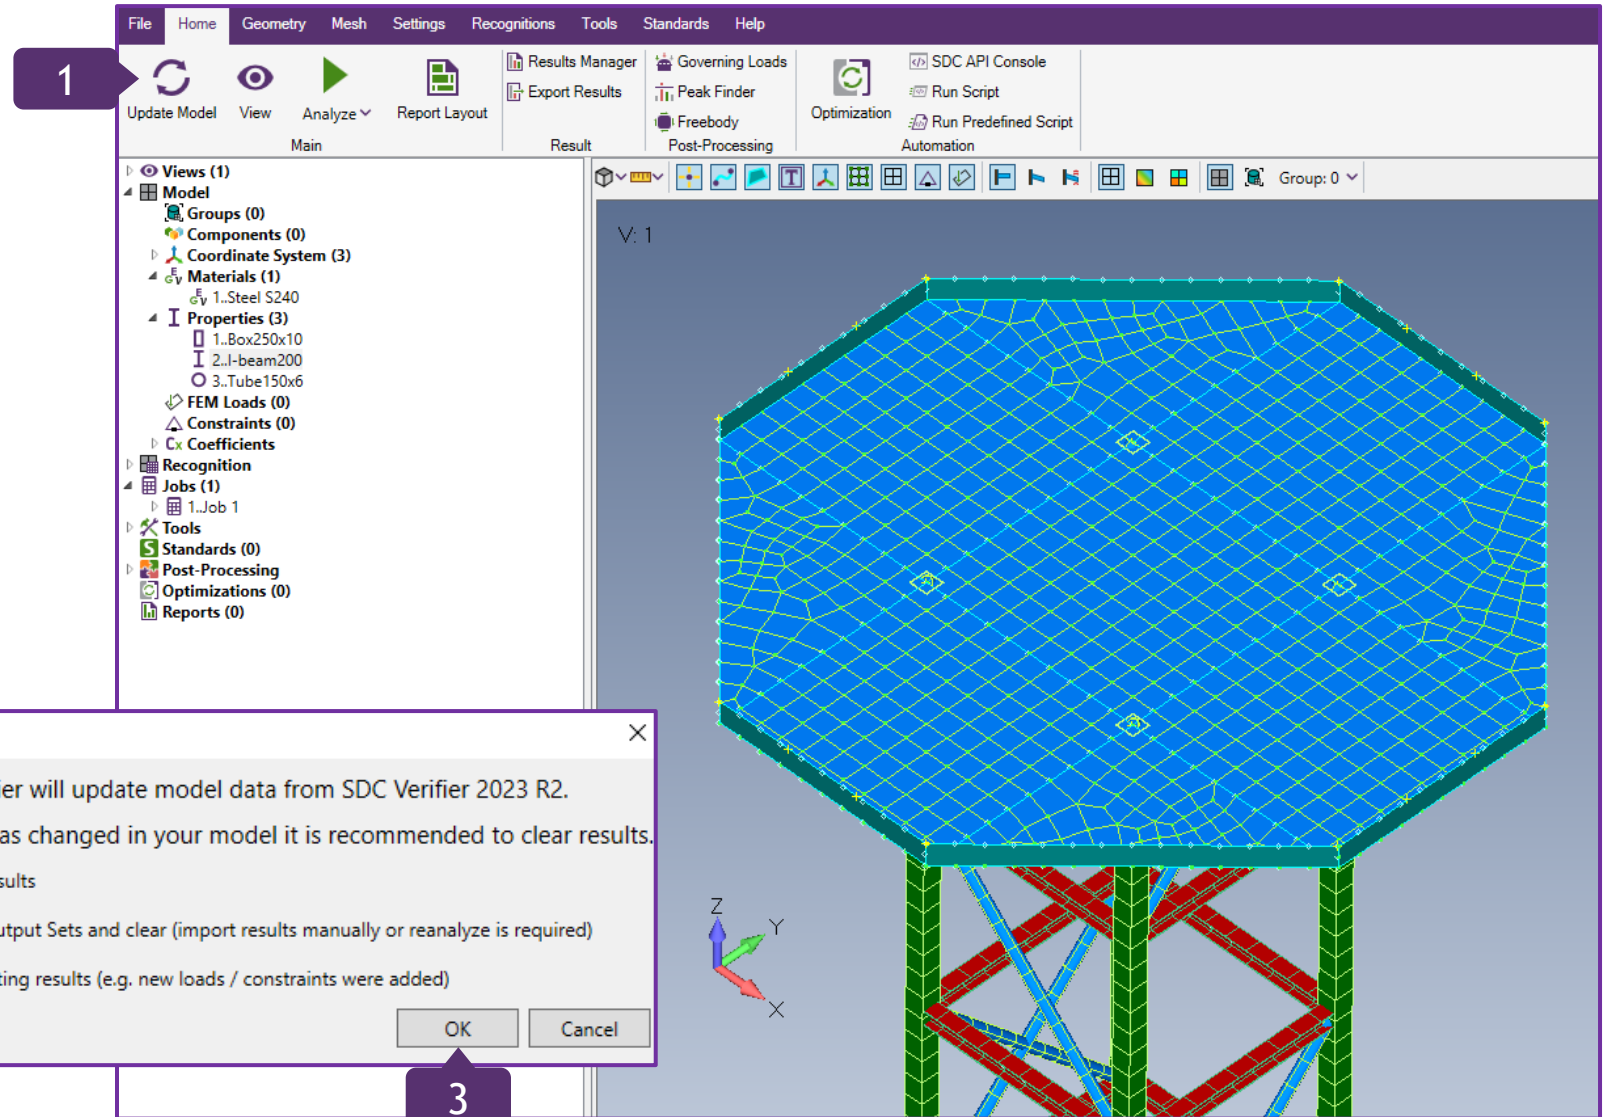 File Home Geometry Mesh Settings Recognitions Tools Standards Help
1
Update Model View Analyze Report Layout
Main
Results Manager
Export Results
Result
Governing Loads
Peak Finder
Freebody
Post-Processing
Optimization
SDC API Console
Run Script
Run Predefined Script
Automation
Views (1)
Model
Groups (0)
Components (0)
Coordinate System (3)
Materials (1)
1..Steel S240
Properties (3)
1..Box250x10
2..I-beam200
3..Tube150x6
FEM Loads (0)
Constraints (0)
Cx Coefficients
Recognition
Jobs (1)
1..Job 1
Tools
Standards (0)
Post-Processing
Optimizations (0)
Reports (0)
Group: 0
V: 1
Z
Y
X
ier will update model data from SDC Verifier 2023 R2.
as changed in your model it is recommended to clear results.
sults
utput Sets and clear (import results manually or reanalyze is required)
ting results (e.g. new loads / constraints were added)
OK Cancel
3